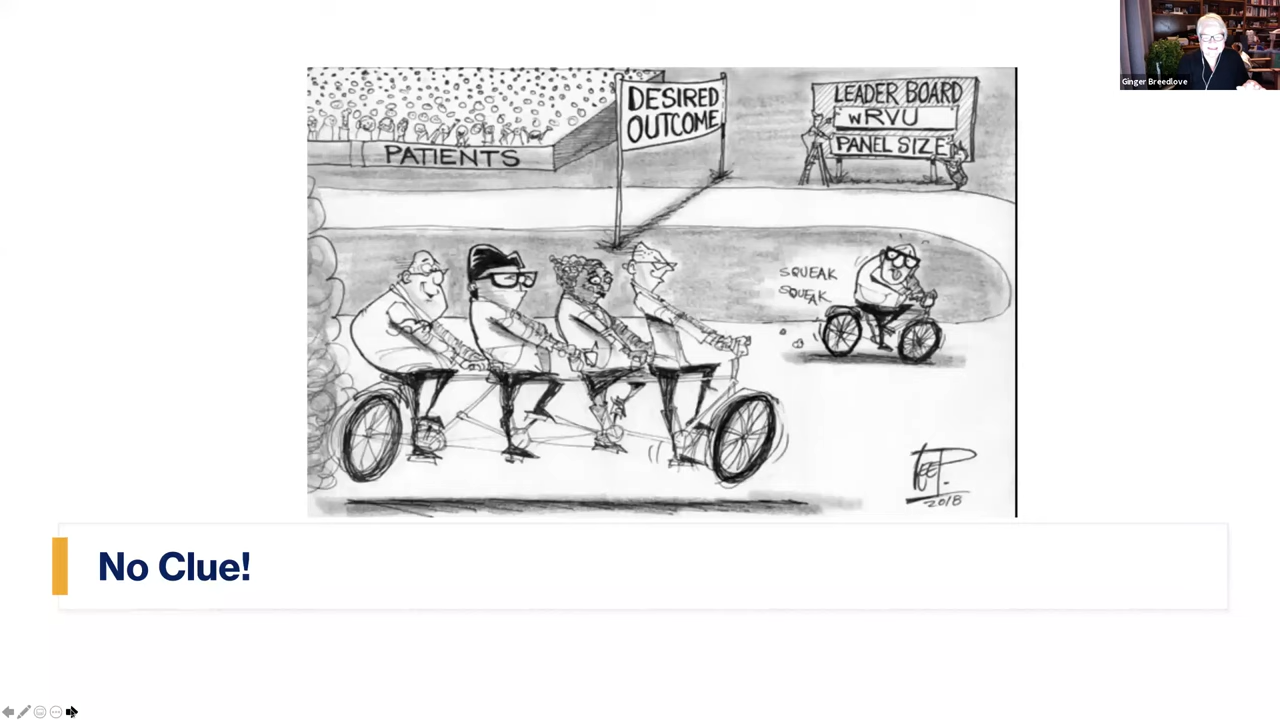 Ginger Breedlove
DESIRED
OUTCOME
LEADER BOARD
wRVU
PANEL SIZE
PATIENTS
SQUEAK
SQUEAK
2018
No Clue!